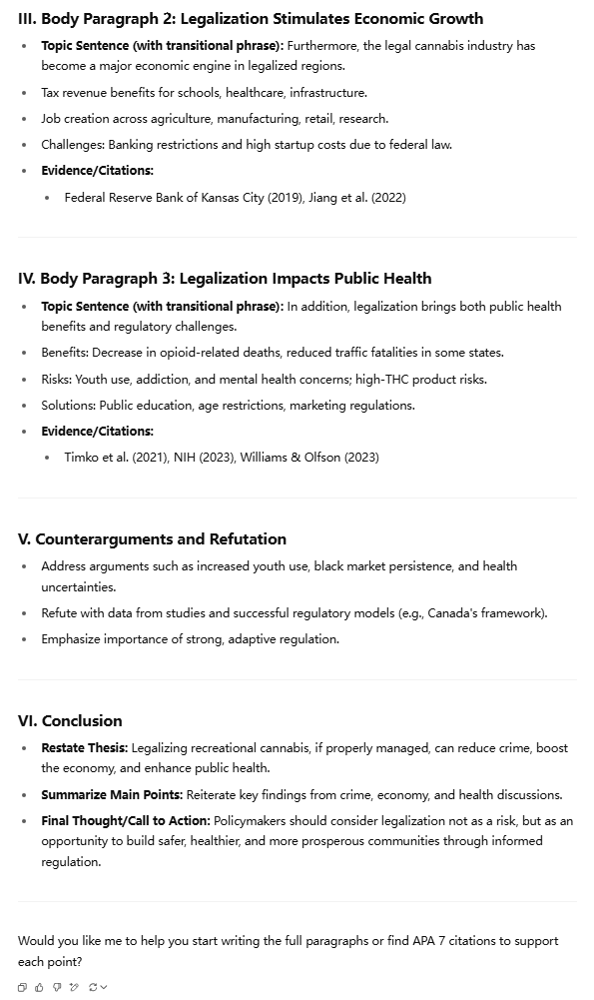 III. Body Paragraph 2: Legalization Stimulates Economic Growth
• Topic Sentence (with transitional phrase): Furthermore, the legal cannabis industry has
become a major economic engine in legalized regions.
• Tax revenue benefits for schools, healthcare, infrastructure.
• Job creation across agriculture, manufacturing, retail, research.
• Challenges: Banking restrictions and high startup costs due to federal law.
• Evidence/Citations:
• Federal Reserve Bank of Kansas City (2019), Jiang et al. (2022)
IV. Body Paragraph 3: Legalization Impacts Public Health
• Topic Sentence (with transitional phrase): In addition, legalization brings both public health
benefits and regulatory challenges.
• Benefits: Decrease in opioid-related deaths, reduced traffic fatalities in some states.
• Risks: Youth use, addiction, and mental health concerns; high-THC product risks.
• Solutions: Public education, age restrictions, marketing regulations.
• Evidence/Citations:
• Timko et al. (2021), NIH (2023), Williams & Olfson (2023)
V. Counterarguments and Refutation
• Address arguments such as increased youth use, black market persistence, and health
uncertainties.
• Refute with data from studies and successful regulatory models (e.g., Canada's framework).
• Emphasize importance of strong, adaptive regulation.
VI. Conclusion
• Restate Thesis: Legalizing recreational cannabis, if properly managed, can reduce crime, boost
the economy, and enhance public health.
• Summarize Main Points: Reiterate key findings from crime, economy, and health discussions.
• Final Thought/Call to Action: Policymakers should consider legalization not as a risk, but as an
opportunity to build safer, healthier, and more prosperous communities through informed
regulation.
Would you like me to help you start writing the full paragraphs or find APA 7 citations to support
each point?